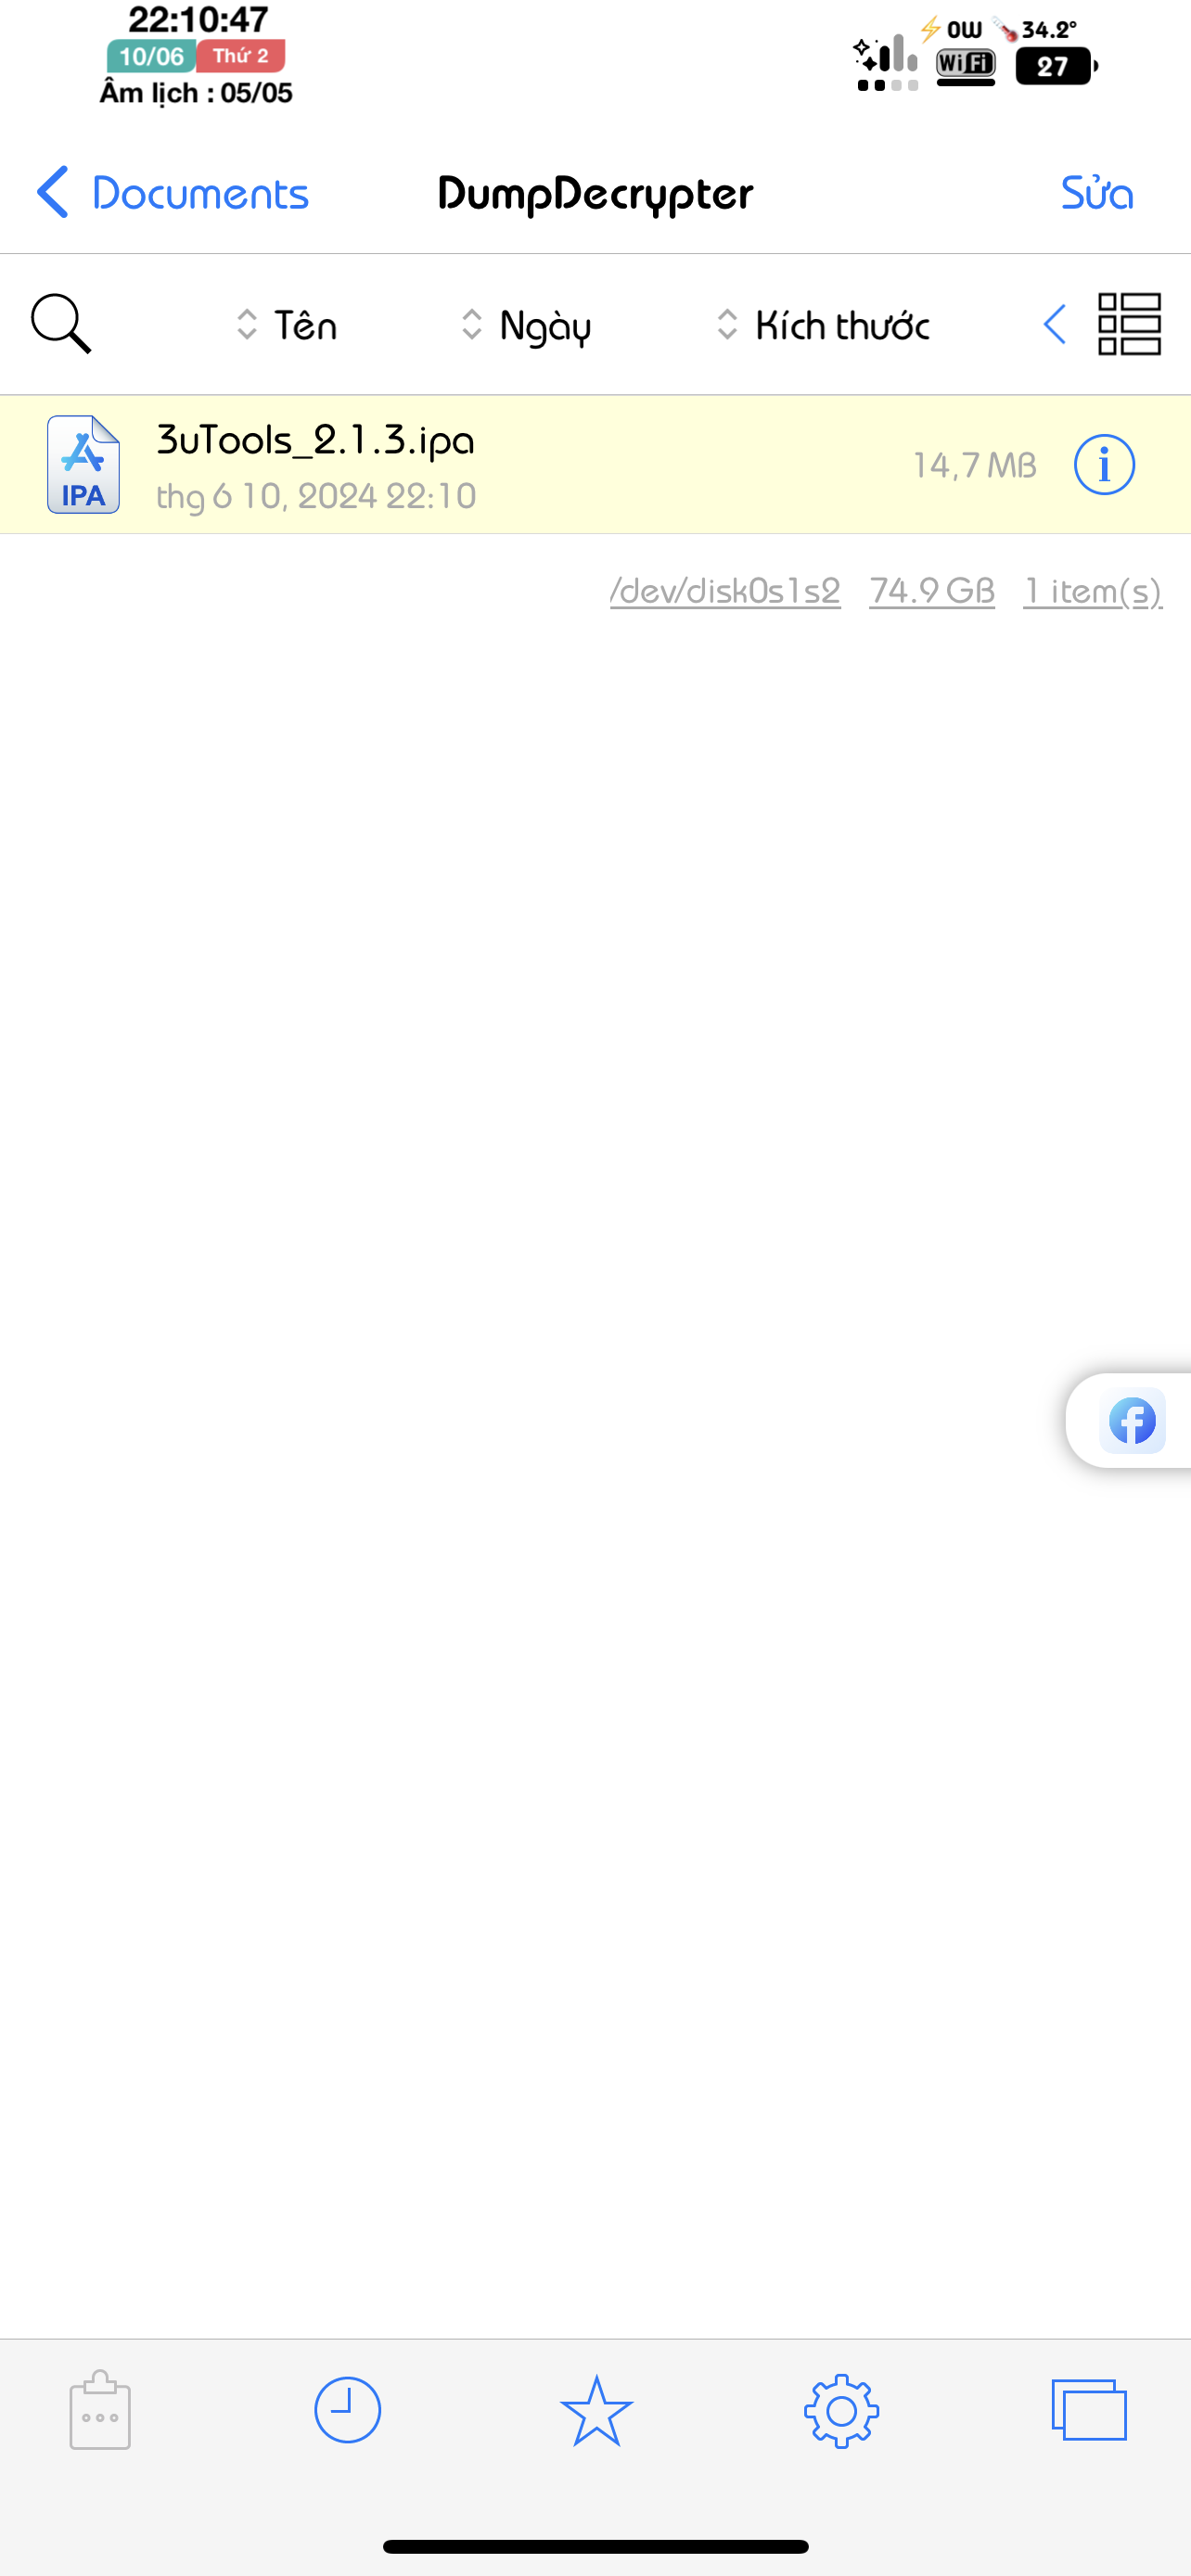 22:10:47
10/06 Thứ 2
Âm lịch : 05/05
0W 34.2°
WiFi 27
Documents DumpDecrypter Sửa
Tên Ngày Kích thước
3uTools_2.1.3.ipa
IPA
14,7 MB
thg 6 10, 2024 22:10
/dev/disk0s1s2 74.9 GB 1 item(s)